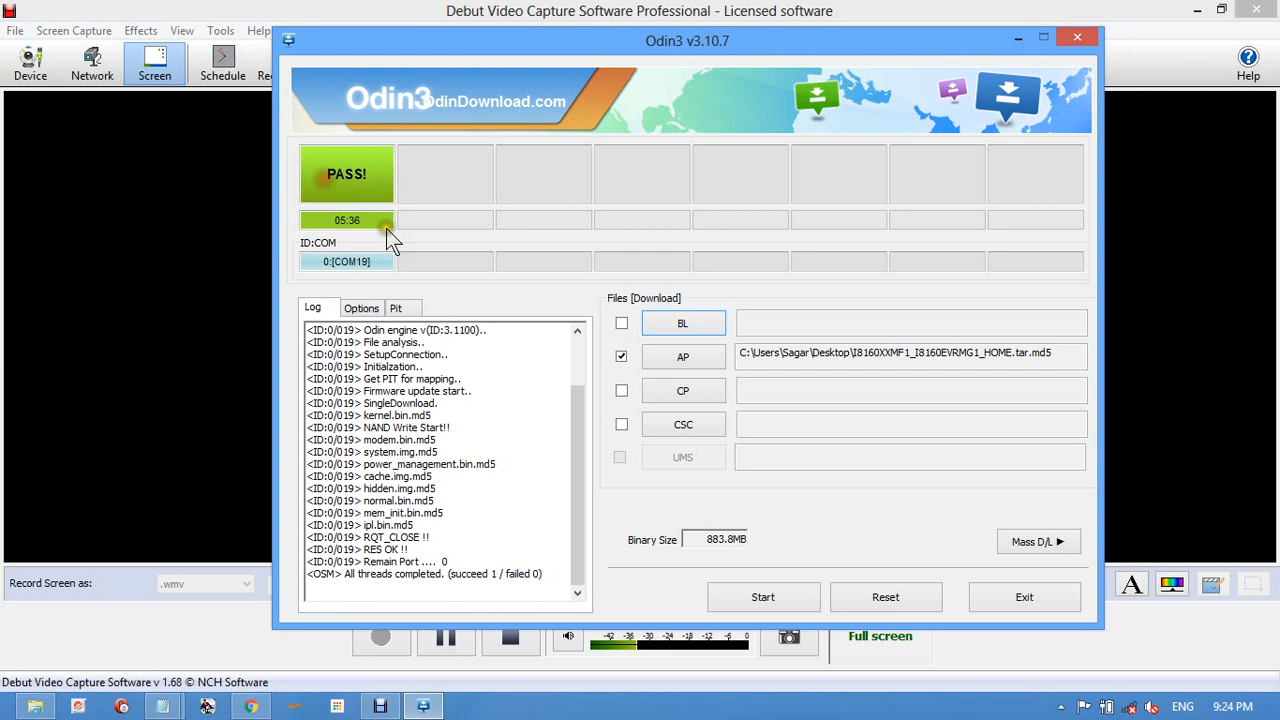 Debut Video Capture Software Professional - Licensed software
File Screen Capture Effects View Tools Help
Device Network Screen Schedule Help
Odin3 v3.10.7
Odin3 OdinDownload.com
PASS!
05:36
ID:COM
0:[COM19]
Log Options Pit
<ID:0/019> Odin engine v(ID:3.1100)..
<ID:0/019> File analysis..
<ID:0/019> SetupConnection..
<ID:0/019> Initialzation..
<ID:0/019> Get PIT for mapping..
<ID:0/019> Firmware update start..
<ID:0/019> SingleDownload.
<ID:0/019> kernel.bin.md5
<ID:0/019> NAND Write Start!!
<ID:0/019> modem.bin.md5
<ID:0/019> system.img.md5
<ID:0/019> power_management.bin.md5
<ID:0/019> cache.img.md5
<ID:0/019> hidden.img.md5
<ID:0/019> normal.bin.md5
<ID:0/019> mem_init.bin.md5
<ID:0/019> ipl.bin.md5
<ID:0/019> RQT_CLOSE !!
<ID:0/019> RES OK !!
<ID:0/019> Remain Port .... 0
<OSM> All threads completed. (succeed 1 / failed 0)
Files [Download]
BL
AP C:\Users\Sagar\Desktop\I8160XXMF1_I8160EVRMG1_HOME.tar.md5
CP
CSC
UMS
Binary Size 883.8MB
Mass D/L ▶
Start Reset Exit
Record Screen as: .wmv
A
-42 -36 -30 -24 -18 -12 -6 0
Full screen
Debut Video Capture Software v 1.68 © NCH Software
ENG 9:24 PM